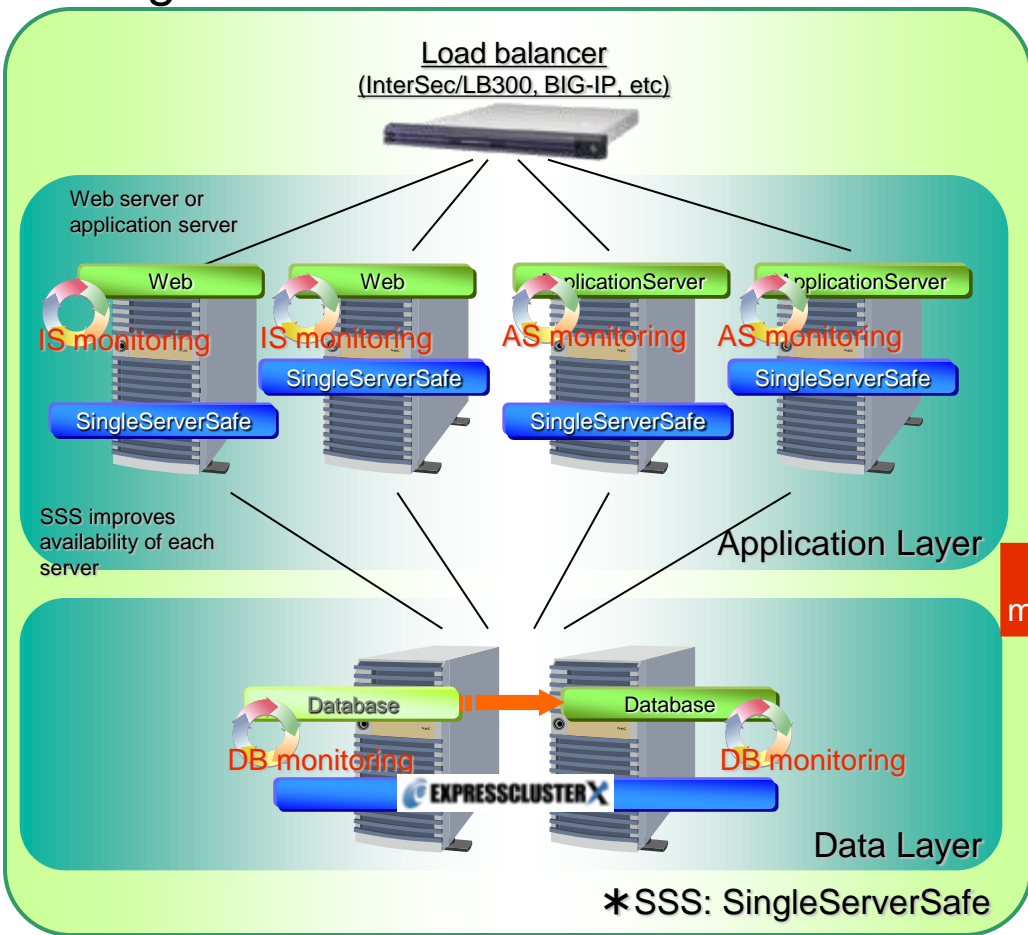 Load balancer
(InterSec/LB300, BIG-IP, etc)
Web server or
application server
Web
Web
ApplicationServer
ApplicationServer
IS monitoring
IS monitoring
AS monitoring
AS monitoring
SingleServerSafe
SingleServerSafe
SingleServerSafe
SingleServerSafe
SSS improves
availability of each
server
Application Layer
m
Database
Database
DB monitoring
DB monitoring
EXPRESSCLUSTER X
Data Layer
*SSS: SingleServerSafe